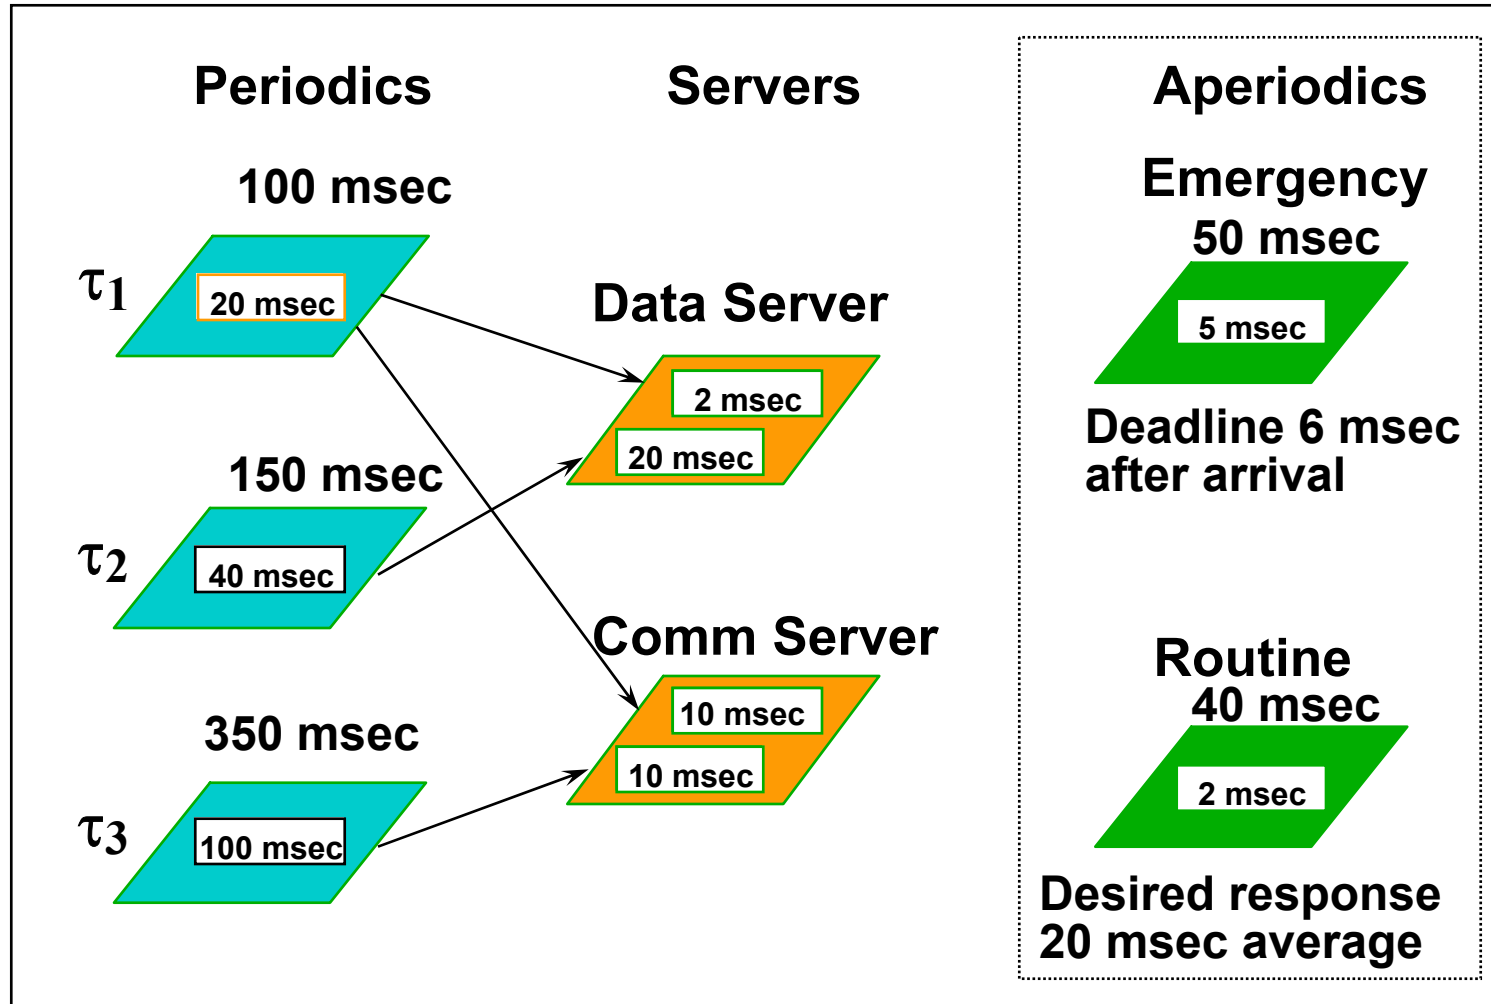 Periodics
Servers
Aperiodics
100 msec
τ1
20 msec
150 msec
τ2
40 msec
350 msec
τ3
100 msec
Data Server
2 msec
20 msec
Comm Server
10 msec
10 msec
Emergency
50 msec
5 msec
Deadline 6 msec
after arrival
Routine
40 msec
2 msec
Desired response
20 msec average